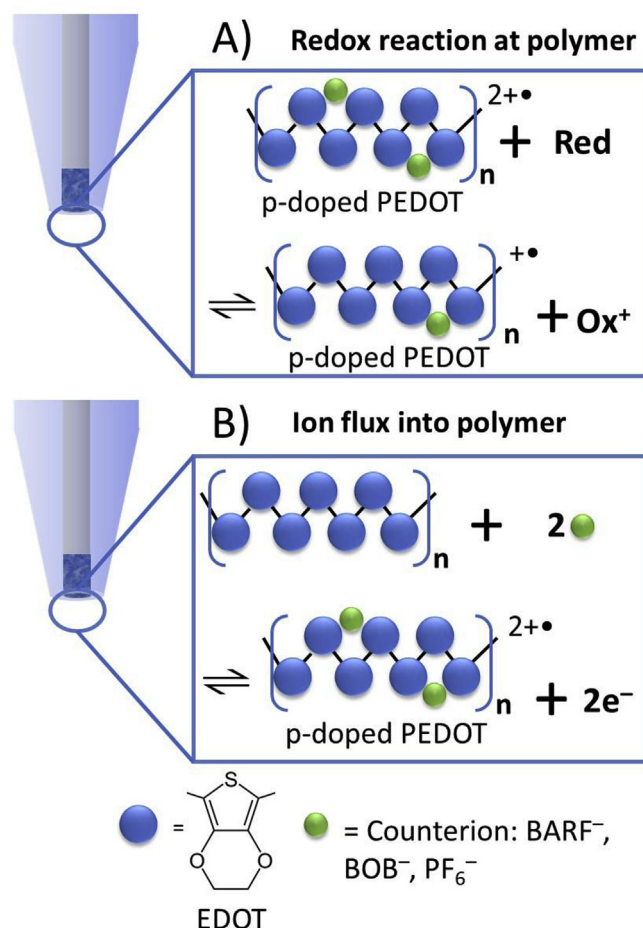 A) Redox reaction at polymer
2+•
+ Red
n
p-doped PEDOT
+•
⇌
+ Ox⁺
n
p-doped PEDOT
B) Ion flux into polymer
+ 2
n
2+•
⇌
+ 2e⁻
n
p-doped PEDOT
S
= 
O O
EDOT
= Counterion: BARF⁻,
BOB⁻, PF₆⁻